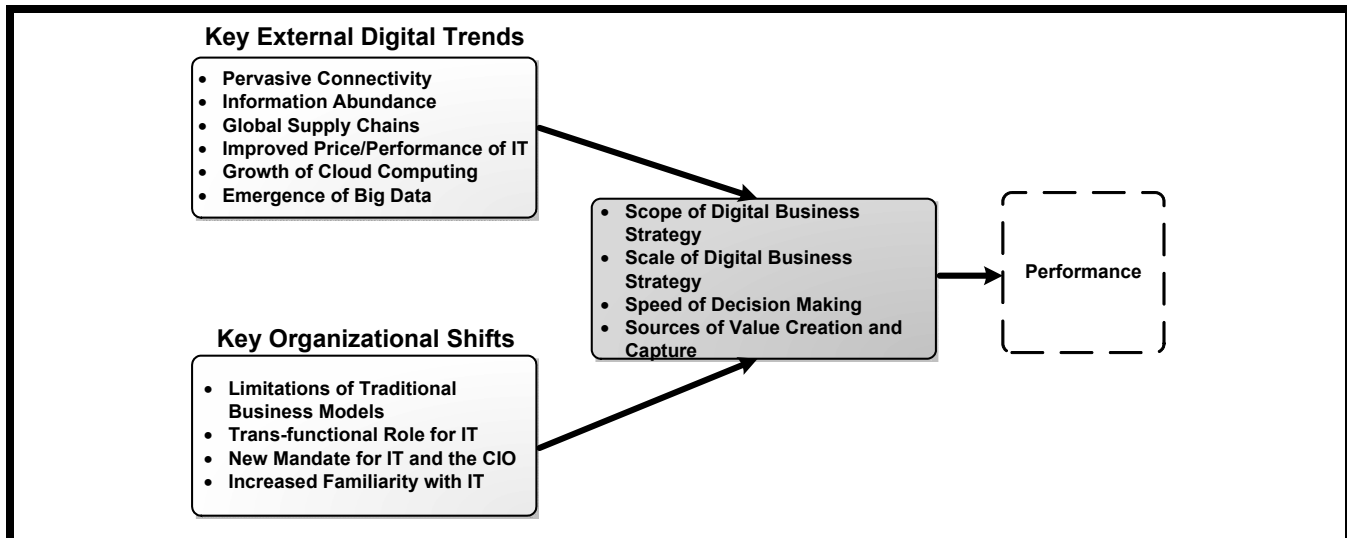 Key External Digital Trends
• Pervasive Connectivity
• Information Abundance
• Global Supply Chains
• Improved Price/Performance of IT
• Growth of Cloud Computing
• Emergence of Big Data
• Scope of Digital Business
Strategy
• Scale of Digital Business
Strategy
• Speed of Decision Making
• Sources of Value Creation and
Capture
Performance
Key Organizational Shifts
• Limitations of Traditional
Business Models
• Trans-functional Role for IT
• New Mandate for IT and the CIO
• Increased Familiarity with IT